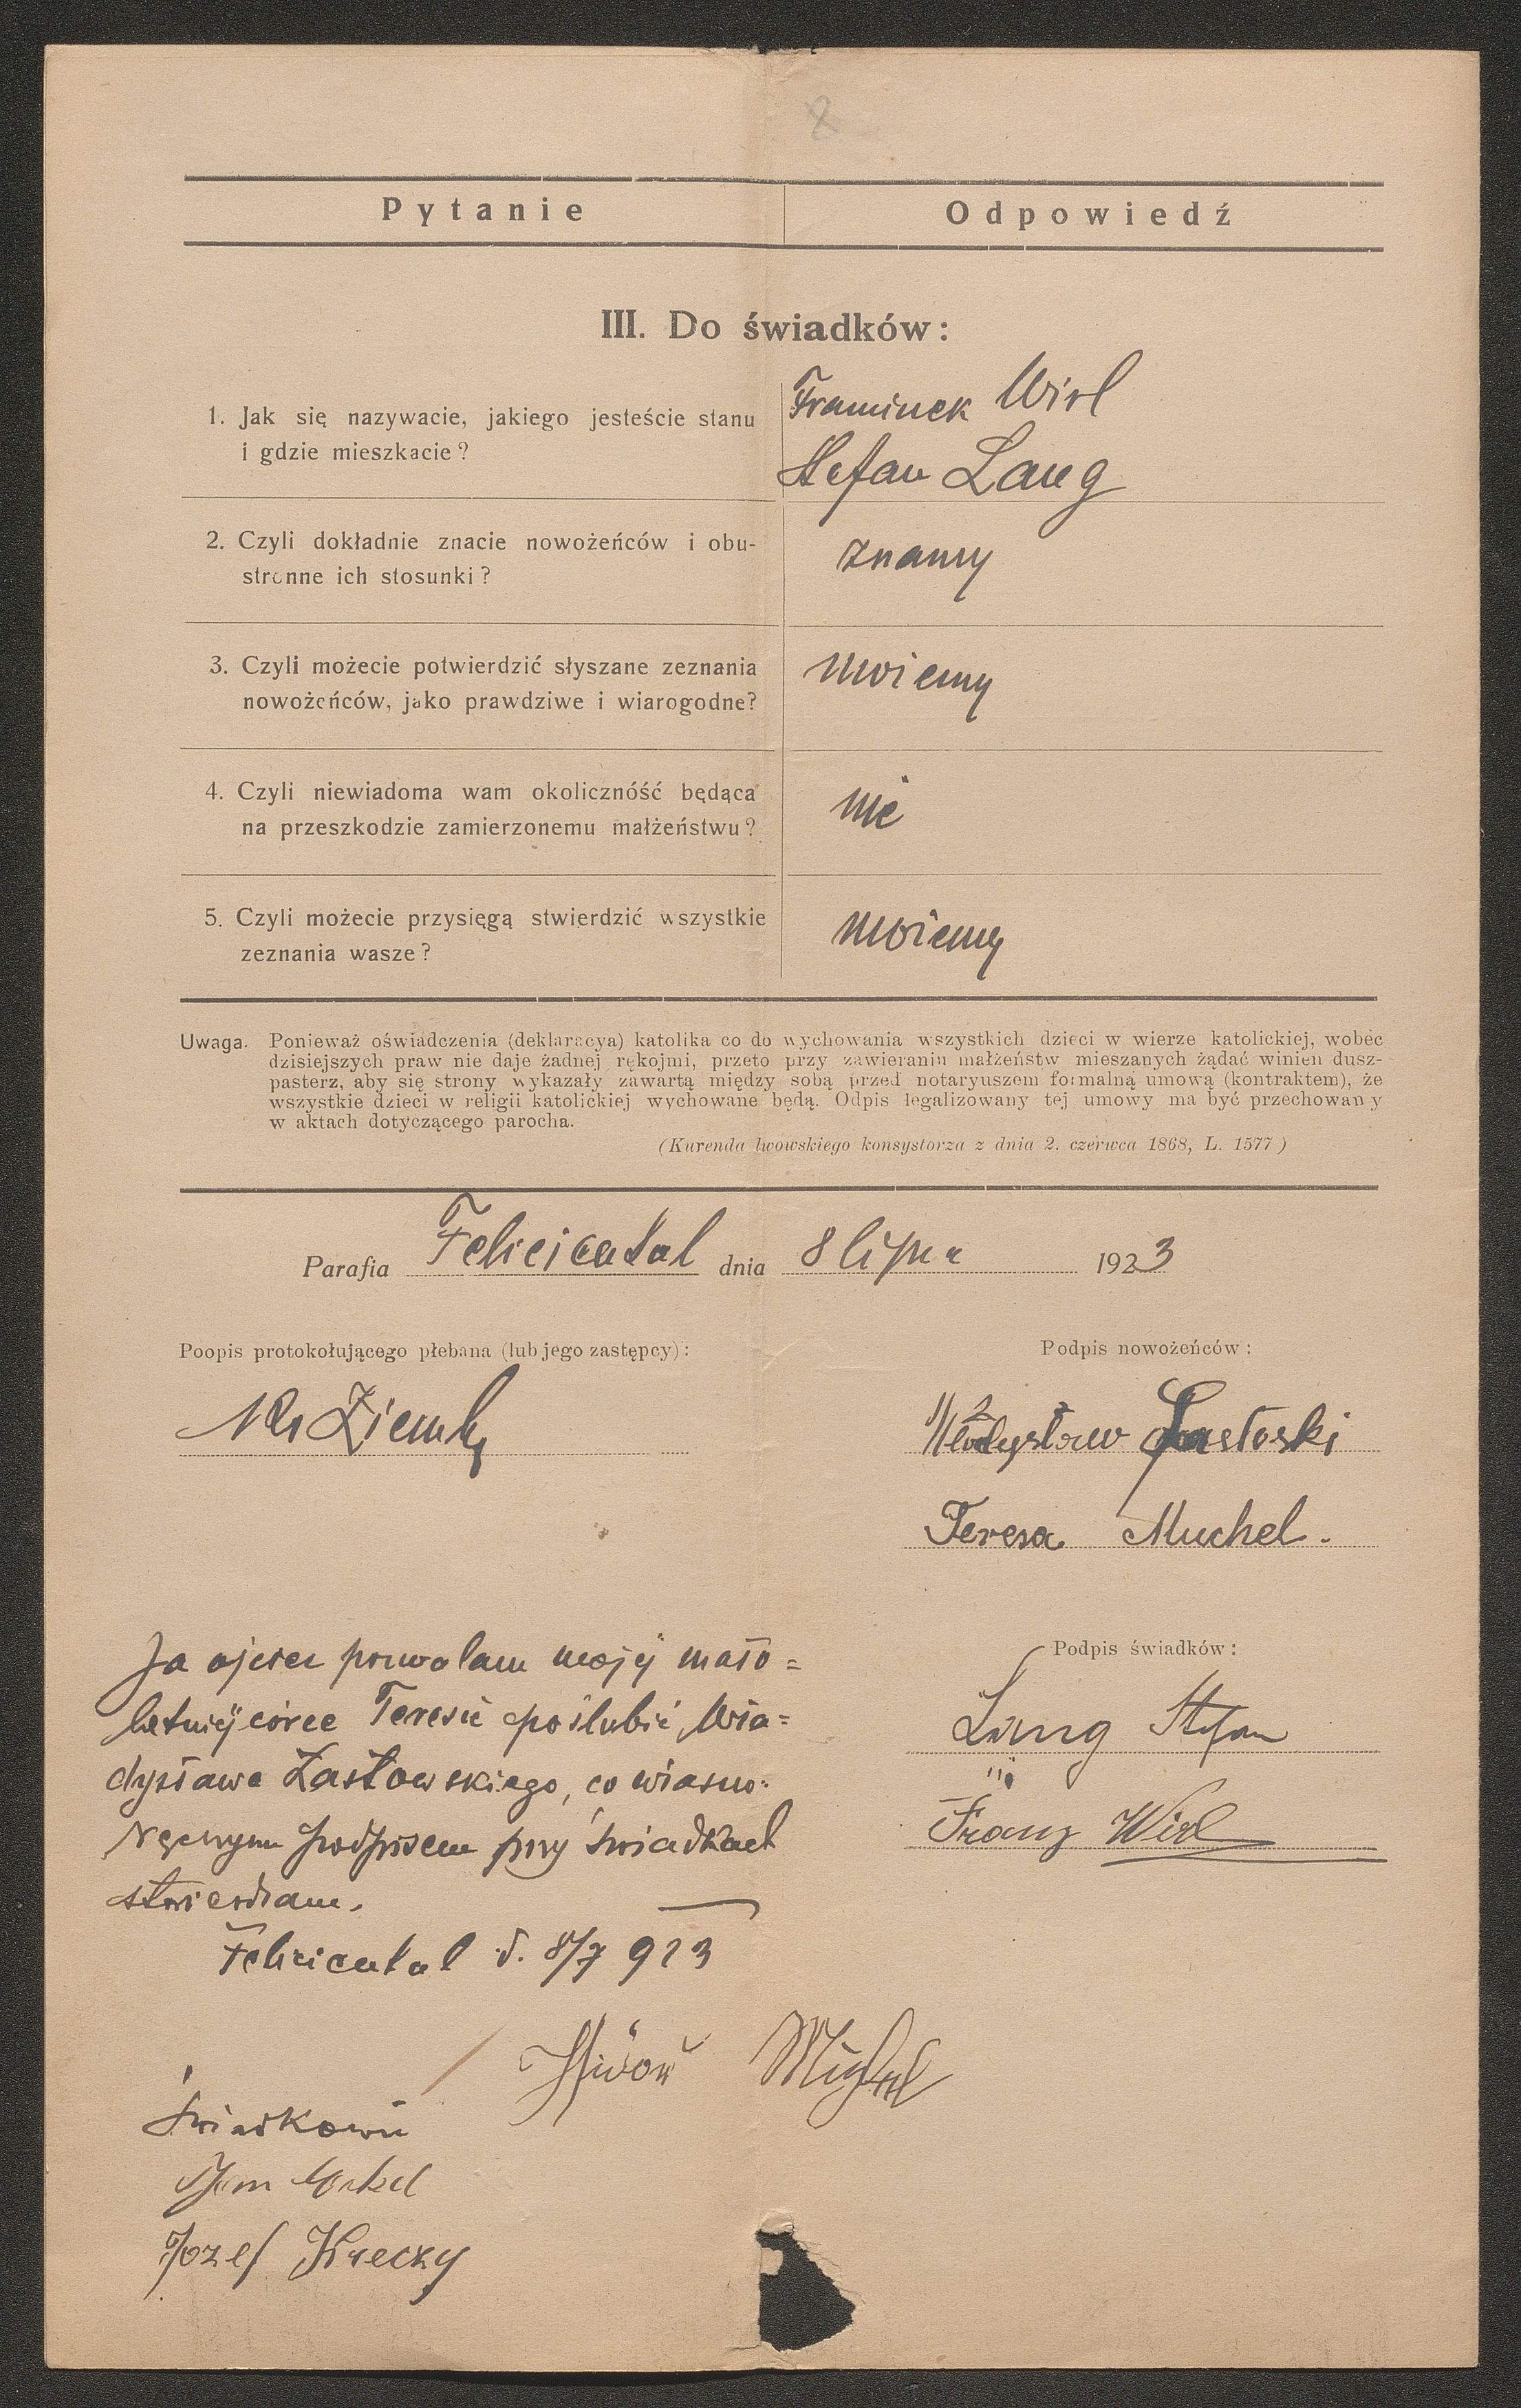 8
Pytanie
Odpowiedź
III. Do świadków:
1. Jak się nazywacie, jakiego jesteście stanu
i gdzie mieszkacie?
Franciszek Wirl
Stefan Lang
2. Czyli dokładnie znacie nowożeńców i obu-
stronne ich stosunki?
znamy
3. Czyli możecie potwierdzić słyszane zeznania
nowożeńców, jako prawdziwe i wiarogodne?
możemy
4. Czyli niewiadoma wam okolicznóść będąca
na przeszkodzie zamierzonemu małżeństwu?
nie
5. Czyli możecie przysięgą stwierdzić wszystkie
zeznania wasze?
możemy
Uwaga. Ponieważ oświadczenia (deklaracya) katolika co do wychowania wszystkich dzieci w wierze katolickiej, wobec
dzisiejszych praw nie daje żadnej rękojmi, przeto przy zawieraniu małżeństw mieszanych żądać winien dusz-
pasterz, aby się strony wykazały zawartą między sobą przed notaryuszem formalną umową (kontraktem), że
wszystkie dzieci w religii katolickiej wychowane będą. Odpis legalizowany tej umowy ma być przechowany
w aktach dotyczącego parocha.
(Kurenda lwowskiego konsystorza z dnia 2. czerwca 1868, L. 1577)
Parafia Felicienthal dnia 8 lipca 1923
Poopis protokołującego plebana (lub jego zastępcy):
Podpis nowożeńców:
Władysław Zastoski
Teresa Muchel.
Ja ojciec pozwalam mojej mało=
letniej córce Teresie poślubić Wła=
dysława Zasławskiego, co własno=
ręcznym podpisem przy świadkach
stwierdzam.
Feliciental d. 8/7 923
Podpis świadków:
Lang Stefan
Franz Wirl
Świadkowie
Jozef Kreczy